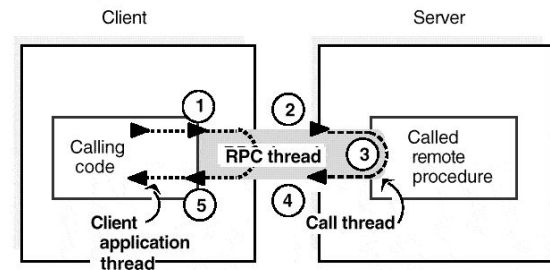 Client
Server
1
2
Calling
code
RPC thread
3
Called
remote
procedure
5
4
Client
application
thread
Call thread